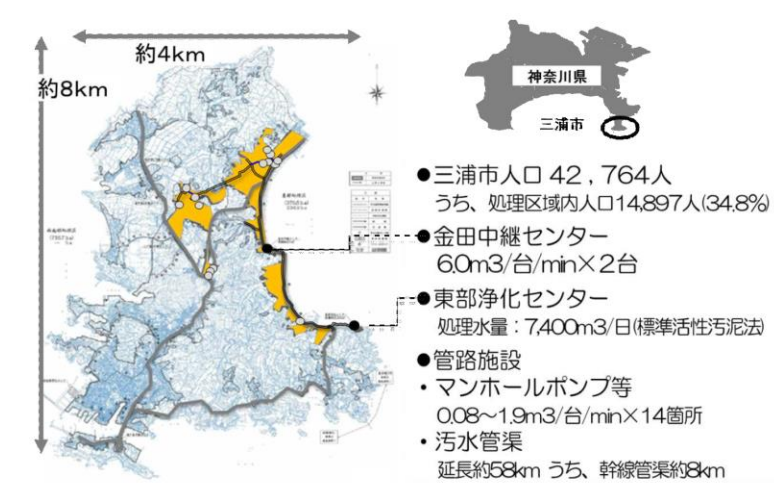 約4km
約8km
神奈川県
三浦市
●三浦市人口 42 , 764人
うち、処理区域内人口14,897人(34.8%)
●金田中継センター
6.0m3/台/min×2台
●東部浄化センター
処理水量：7,400m3/日(標準活性汚泥法)
●管路施設
・マンホールポンプ等
0.08～1.9m3/台/min×14箇所
・汚水管渠
延長約58km うち、幹線管渠約8km